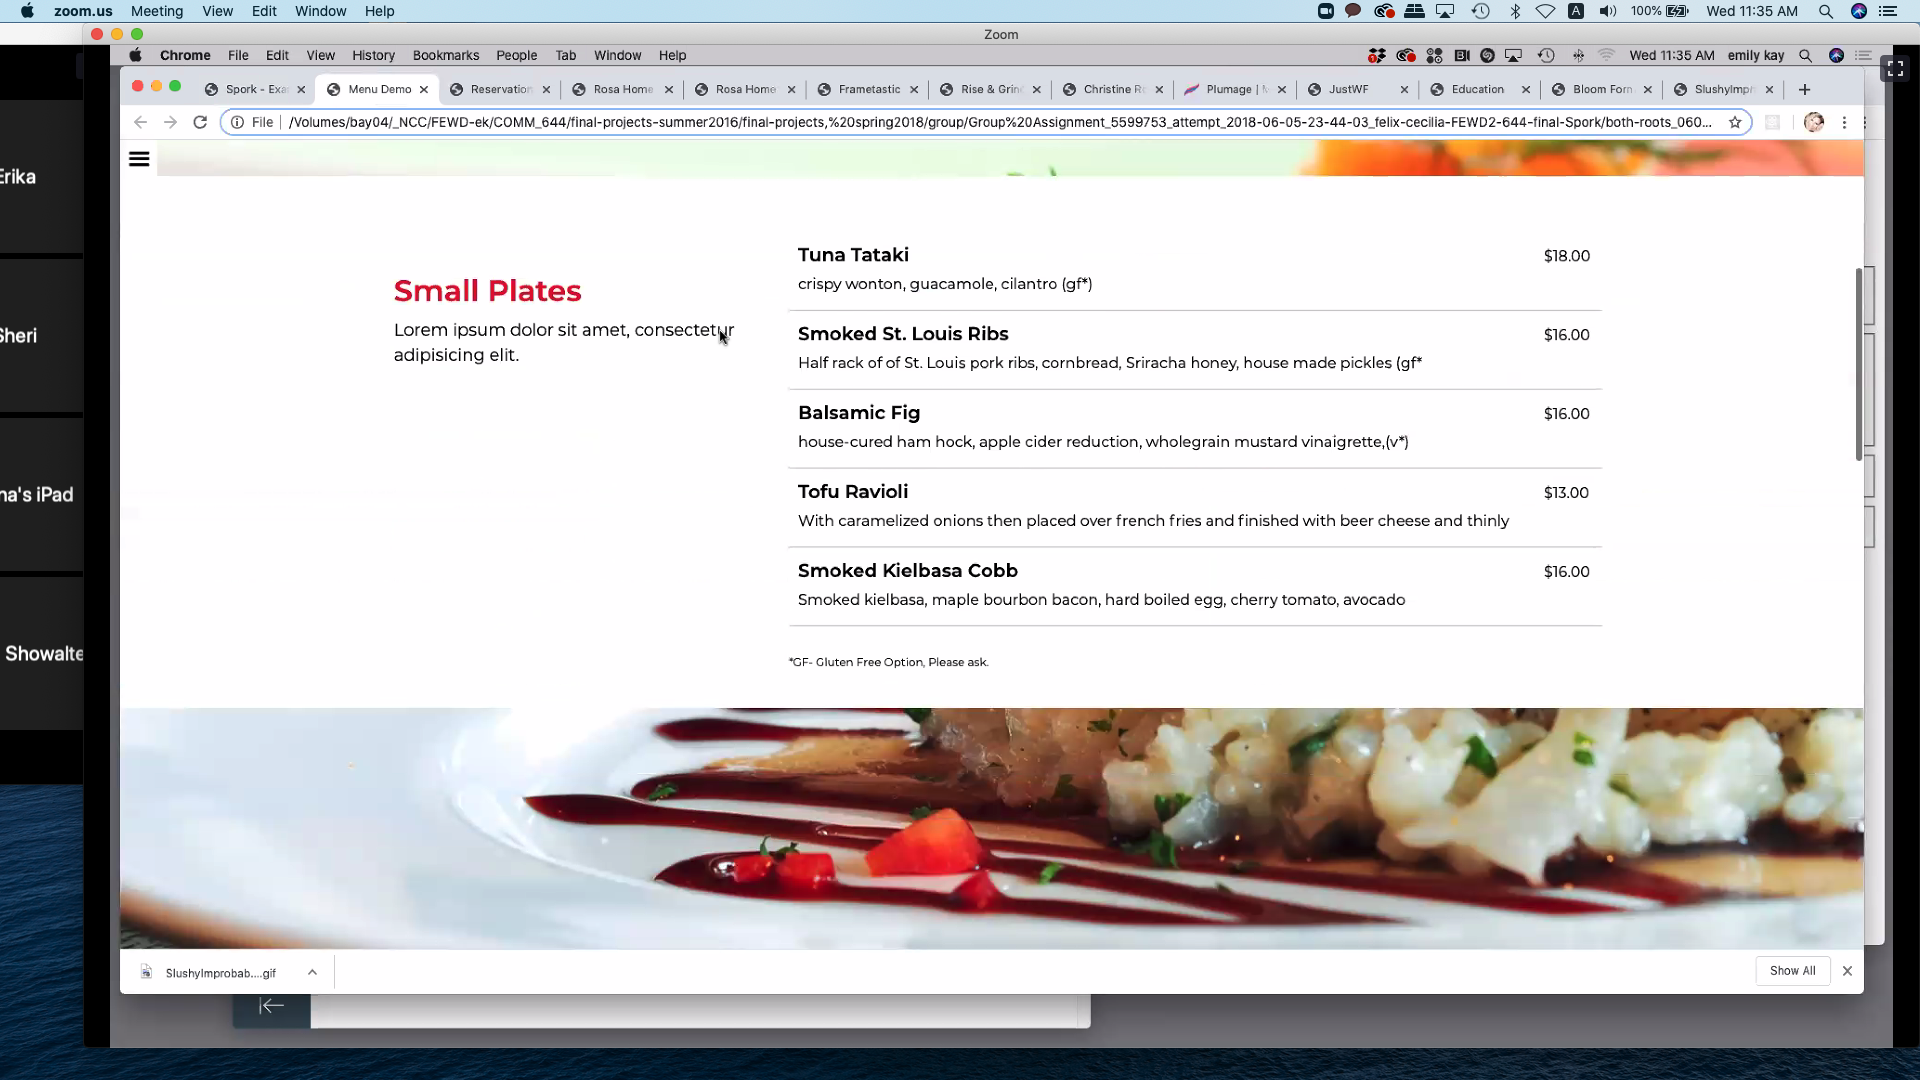 zoom.us Meeting View Edit Window Help
100% Wed 11:35 AM
Zoom
Chrome File Edit View History Bookmarks People Tab Window Help
Wed 11:35 AM emily kay
Spork - Exa
Menu Demo
Reservation
Rosa Home
Rosa Home
Frametastic
Rise & Grin
Christine R
Plumage |
JustWF
Education
Bloom Forn
SlushyImpr
File /Volumes/bay04/_NCC/FEWD-ek/COMM_644/final-projects-summer2016/final-projects,%20spring2018/group/Group%20Assignment_5599753_attempt_2018-06-05-23-44-03_felix-cecilia-FEWD2-644-final-Spork/both-roots_060...
Erika
Sheri
na's iPad
Showalte
Small Plates
Lorem ipsum dolor sit amet, consectetur
adipisicing elit.
Tuna Tataki $18.00
crispy wonton, guacamole, cilantro (gf*)
Smoked St. Louis Ribs $16.00
Half rack of of St. Louis pork ribs, cornbread, Sriracha honey, house made pickles (gf*
Balsamic Fig $16.00
house-cured ham hock, apple cider reduction, wholegrain mustard vinaigrette,(v*)
Tofu Ravioli $13.00
With caramelized onions then placed over french fries and finished with beer cheese and thinly
Smoked Kielbasa Cobb $16.00
Smoked kielbasa, maple bourbon bacon, hard boiled egg, cherry tomato, avocado
*GF- Gluten Free Option, Please ask.
SlushyImprobab....gif
Show All